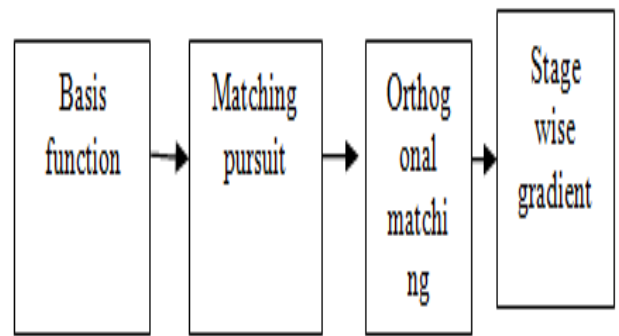 Basis
function
Matching
pursuit
Orthog
onal
matchi
ng
Stage
wise
gradient